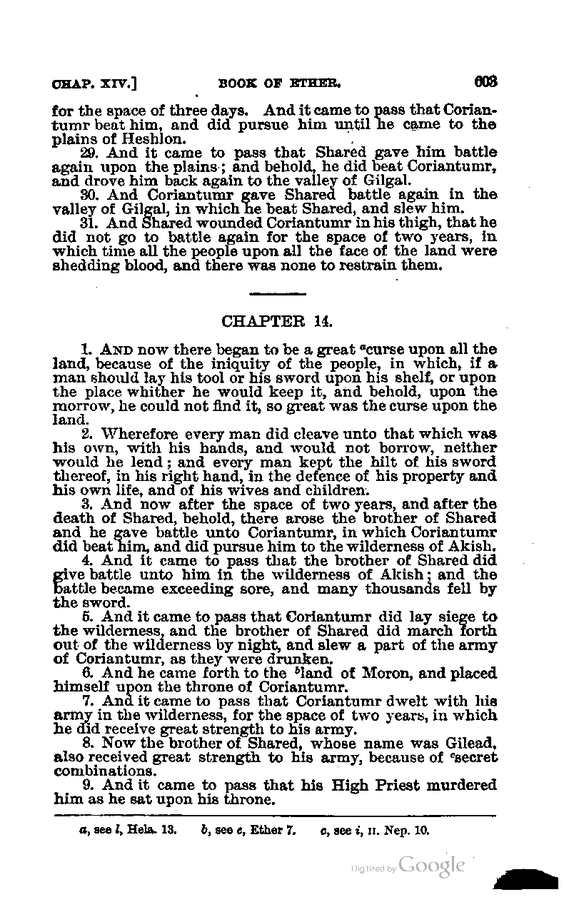 CHAP. XIV.] BOOK OF ETHER. 603
for the space of three days. And it came to pass that Corian-
tumr beat him, and did pursue him until he came to the
plains of Heshlon.
29. And it came to pass that Shared gave him battle
again upon the plains; and behold, he did beat Coriantumr,
and drove him back again to the valley of Gilgal.
30. And Coriantumr gave Shared battle again in the
valley of Gilgal, in which he beat Shared, and slew him.
31. And Shared wounded Coriantumr in his thigh, that he
did not go to battle again for the space of two years, in
which time all the people upon all the face of the land were
shedding blood, and there was none to restrain them.
CHAPTER 14.
1. AND now there began to be a great ᵃcurse upon all the
land, because of the iniquity of the people, in which, if a
man should lay his tool or his sword upon his shelf, or upon
the place whither he would keep it, and behold, upon the
morrow, he could not find it, so great was the curse upon the
land.
2. Wherefore every man did cleave unto that which was
his own, with his hands, and would not borrow, neither
would he lend; and every man kept the hilt of his sword
thereof, in his right hand, in the defence of his property and
his own life, and of his wives and children.
3. And now after the space of two years, and after the
death of Shared, behold, there arose the brother of Shared
and he gave battle unto Coriantumr, in which Coriantumr
did beat him, and did pursue him to the wilderness of Akish.
4. And it came to pass that the brother of Shared did
give battle unto him in the wilderness of Akish; and the
battle became exceeding sore, and many thousands fell by
the sword.
5. And it came to pass that Coriantumr did lay siege to
the wilderness, and the brother of Shared did march forth
out of the wilderness by night, and slew a part of the army
of Coriantumr, as they were drunken.
6. And he came forth to the ᵇland of Moron, and placed
himself upon the throne of Coriantumr.
7. And it came to pass that Coriantumr dwelt with his
army in the wilderness, for the space of two years, in which
he did receive great strength to his army.
8. Now the brother of Shared, whose name was Gilead,
also received great strength to his army, because of ᶜsecret
combinations.
9. And it came to pass that his High Priest murdered
him as he sat upon his throne.
a, see l, Hela. 13. b, see e, Ether 7. c, see i, II. Nep. 10.
Digitized by Google